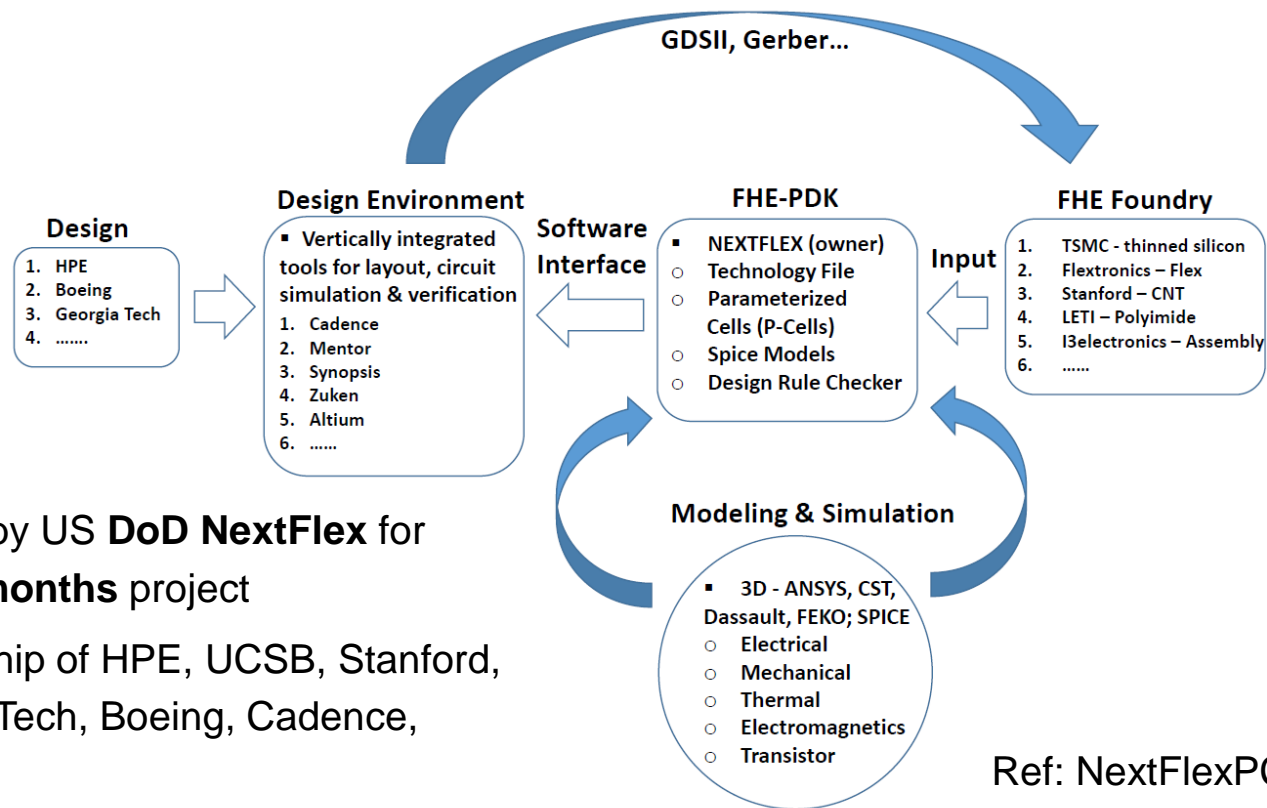 GDSII, Gerber…
Design
1. HPE
2. Boeing
3. Georgia Tech
4. …….
Design Environment
▪ Vertically integrated
tools for layout, circuit
simulation & verification
1. Cadence
2. Mentor
3. Synopsis
4. Zuken
5. Altium
6. ……
Software
Interface
FHE-PDK
▪ NEXTFLEX (owner)
○ Technology File
○ Parameterized
Cells (P-Cells)
○ Spice Models
○ Design Rule Checker
Input
FHE Foundry
1. TSMC - thinned silicon
2. Flextronics – Flex
3. Stanford – CNT
4. LETI – Polyimide
5. I3electronics – Assembly
6. ……
Modeling & Simulation
▪ 3D - ANSYS, CST,
Dassault, FEKO; SPICE
○ Electrical
○ Mechanical
○ Thermal
○ Electromagnetics
○ Transistor
by US DoD NextFlex for
months project
hip of HPE, UCSB, Stanford,
Tech, Boeing, Cadence,
Ref: NextFlexP